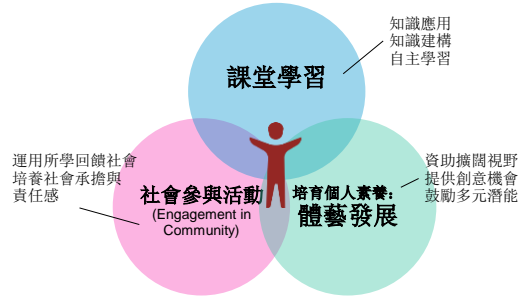 知識應用
知識建構
自主學習
課堂學習
運用所學回饋社會
培養社會承擔與
責任感
社會參與活動
(Engagement in
Community)
培育個人素養：
體藝發展
資助擴闊視野
提供創意機會
鼓勵多元潛能